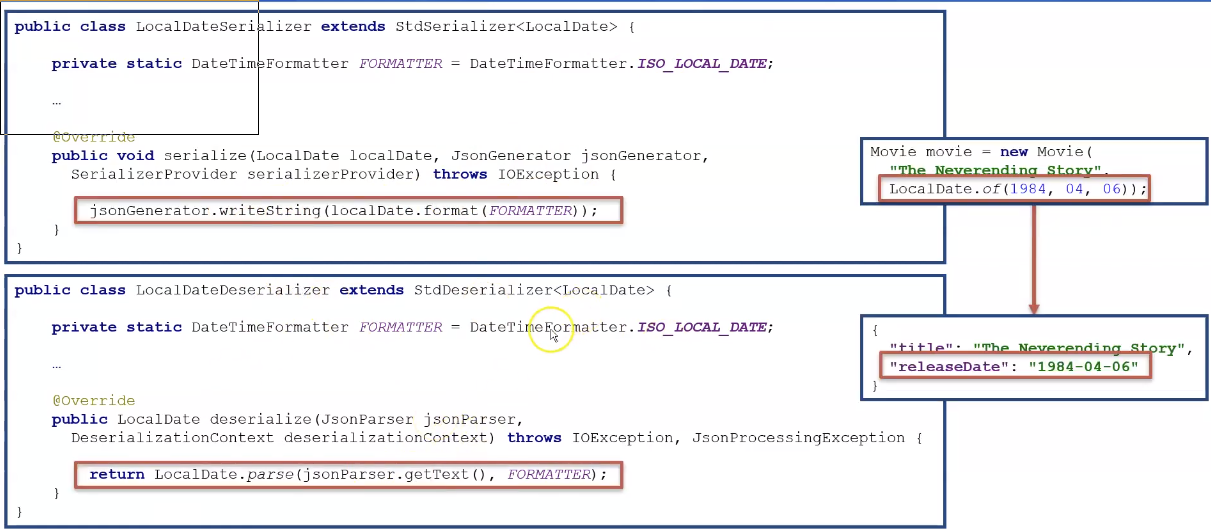 public class LocalDateSerializer extends StdSerializer<LocalDate> {
private static DateTimeFormatter FORMATTER = DateTimeFormatter.ISO_LOCAL_DATE;
…
@Override
public void serialize(LocalDate localDate, JsonGenerator jsonGenerator,
SerializerProvider serializerProvider) throws IOException {
jsonGenerator.writeString(localDate.format(FORMATTER));
}
}
Movie movie = new Movie(
"The Neverending Story",
LocalDate.of(1984, 04, 06));
public class LocalDateDeserializer extends StdDeserializer<LocalDate> {
private static DateTimeFormatter FORMATTER = DateTimeFormatter.ISO_LOCAL_DATE;
…
@Override
public LocalDate deserialize(JsonParser jsonParser,
DeserializationContext deserializationContext) throws IOException, JsonProcessingException {
return LocalDate.parse(jsonParser.getText(), FORMATTER);
}
}
{
"title": "The Neverending Story",
"releaseDate": "1984-04-06"
}